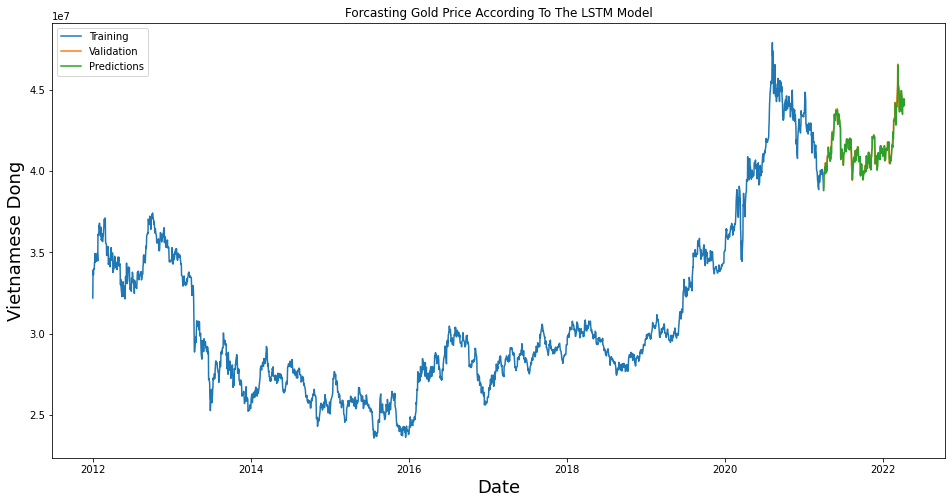 Forcasting Gold Price According To The LSTM Model
1e7
Training
Validation
Predictions
4.5
4.0
3.5
3.0
2.5
Vietnamese Dong
2012 2014 2016 2018 2020 2022
Date